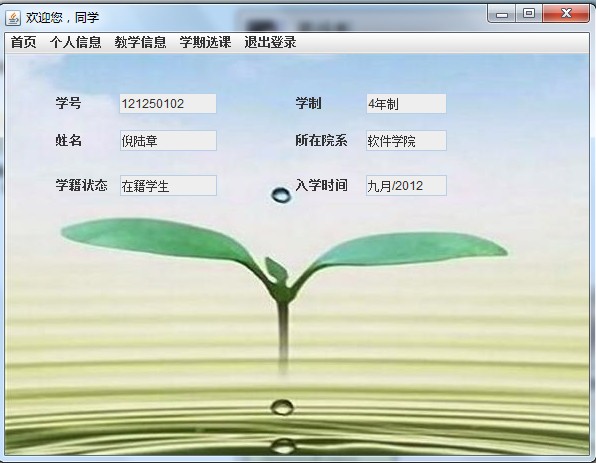 欢迎您，同学
首页 个人信息 教学信息 学期选课 退出登录
学号 121250102 学制 4年制
姓名 倪陆章 所在院系 软件学院
学籍状态 在籍学生 入学时间 九月/2012